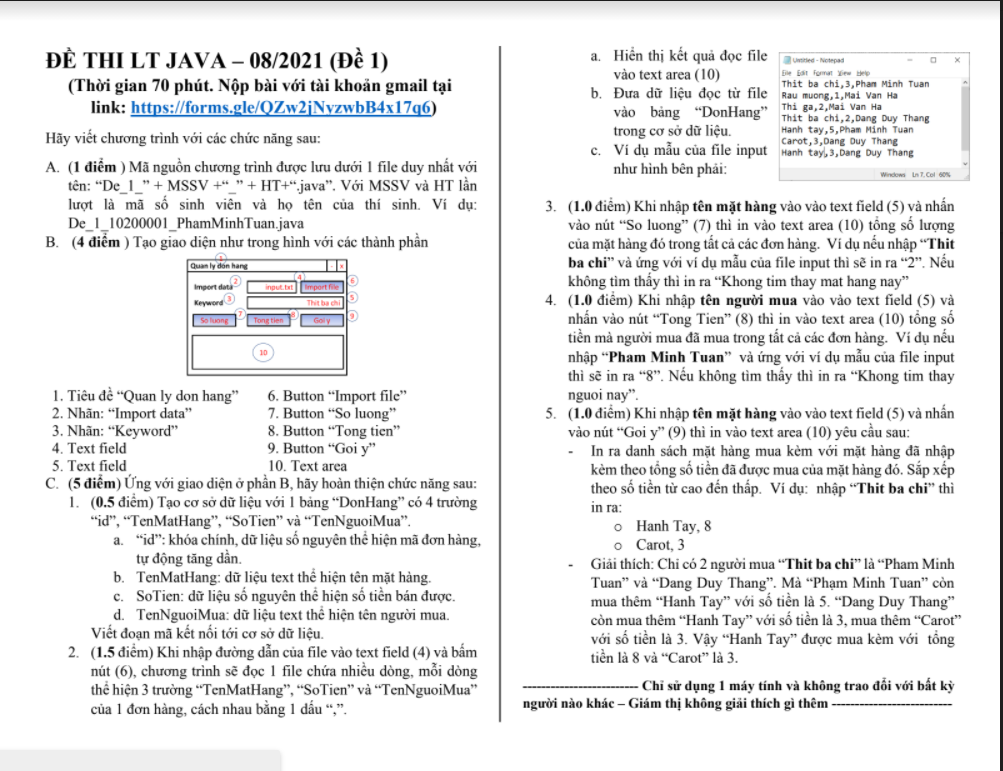 ĐỀ THI LT JAVA – 08/2021 (Đề 1)
(Thời gian 70 phút. Nộp bài với tài khoản gmail tại
link: https://forms.gle/QZw2jNvzwbB4x17q6)
Hãy viết chương trình với các chức năng sau:
A. (1 điểm ) Mã nguồn chương trình được lưu dưới 1 file duy nhất với
tên: “De_1_” + MSSV +“_” + HT+“.java”. Với MSSV và HT lần
lượt là mã số sinh viên và họ tên của thí sinh. Ví dụ:
De_1_10200001_PhamMinhTuan.java
B. (4 điểm ) Tạo giao diện như trong hình với các thành phần
1
Quan ly don hang - x
Import data 2 input.txt 4 Import file 6
Keyword 3 Thit ba chi 5
So luong 7 Tong tien 8 Goi y 9
10
1. Tiêu đề “Quan ly don hang” 6. Button “Import file”
2. Nhãn: “Import data” 7. Button “So luong”
3. Nhãn: “Keyword” 8. Button “Tong tien”
4. Text field 9. Button “Goi y”
5. Text field 10. Text area
C. (5 điểm) Ứng với giao diện ở phần B, hãy hoàn thiện chức năng sau:
1. (0.5 điểm) Tạo cơ sở dữ liệu với 1 bảng “DonHang” có 4 trường
“id”, “TenMatHang”, “SoTien” và “TenNguoiMua”.
a. “id”: khóa chính, dữ liệu số nguyên thể hiện mã đơn hàng,
tự động tăng dần.
b. TenMatHang: dữ liệu text thể hiện tên mặt hàng.
c. SoTien: dữ liệu số nguyên thể hiện số tiền bán được.
d. TenNguoiMua: dữ liệu text thể hiện tên người mua.
Viết đoạn mã kết nối tới cơ sở dữ liệu.
2. (1.5 điểm) Khi nhập đường dẫn của file vào text field (4) và bấm
nút (6), chương trình sẽ đọc 1 file chứa nhiều dòng, mỗi dòng
thể hiện 3 trường “TenMatHang”, “SoTien” và “TenNguoiMua”
của 1 đơn hàng, cách nhau bằng 1 dấu “,”.
a. Hiển thị kết quả đọc file
vào text area (10)
b. Đưa dữ liệu đọc từ file
vào bảng “DonHang”
trong cơ sở dữ liệu.
c. Ví dụ mẫu của file input
như hình bên phải:
Untitled - Notepad
File Edit Format View Help
Thit ba chi,3,Pham Minh Tuan
Rau muong,1,Mai Van Ha
Thi ga,2,Mai Van Ha
Thit ba chi,2,Dang Duy Thang
Hanh tay,5,Pham Minh Tuan
Carot,3,Dang Duy Thang
Hanh tay,3,Dang Duy Thang
Windows Ln 7, Col 60%
3. (1.0 điểm) Khi nhập tên mặt hàng vào vào text field (5) và nhấn
vào nút “So luong” (7) thì in vào text area (10) tổng số lượng
của mặt hàng đó trong tất cả các đơn hàng. Ví dụ nếu nhập “Thit
ba chi” và ứng với ví dụ mẫu của file input thì sẽ in ra “2”. Nếu
không tìm thấy thì in ra “Khong tim thay mat hang nay”
4. (1.0 điểm) Khi nhập tên người mua vào vào text field (5) và
nhấn vào nút “Tong Tien” (8) thì in vào text area (10) tổng số
tiền mà người mua đã mua trong tất cả các đơn hàng. Ví dụ nếu
nhập “Pham Minh Tuan” và ứng với ví dụ mẫu của file input
thì sẽ in ra “8”. Nếu không tìm thấy thì in ra “Khong tim thay
nguoi nay”.
5. (1.0 điểm) Khi nhập tên mặt hàng vào vào text field (5) và nhấn
vào nút “Goi y” (9) thì in vào text area (10) yêu cầu sau:
- In ra danh sách mặt hàng mua kèm với mặt hàng đã nhập
kèm theo tổng số tiền đã được mua của mặt hàng đó. Sắp xếp
theo số tiền từ cao đến thấp. Ví dụ: nhập “Thit ba chi” thì
in ra:
○ Hanh Tay, 8
○ Carot, 3
- Giải thích: Chỉ có 2 người mua “Thit ba chi” là “Pham Minh
Tuan” và “Dang Duy Thang”. Mà “Phạm Minh Tuan” còn
mua thêm “Hanh Tay” với số tiền là 5. “Dang Duy Thang”
còn mua thêm “Hanh Tay” với số tiền là 3, mua thêm “Carot”
với số tiền là 3. Vậy “Hanh Tay” được mua kèm với tổng
tiền là 8 và “Carot” là 3.
------------------------- Chỉ sử dụng 1 máy tính và không trao đổi với bất kỳ
người nào khác – Giám thị không giải thích gì thêm --------------------------